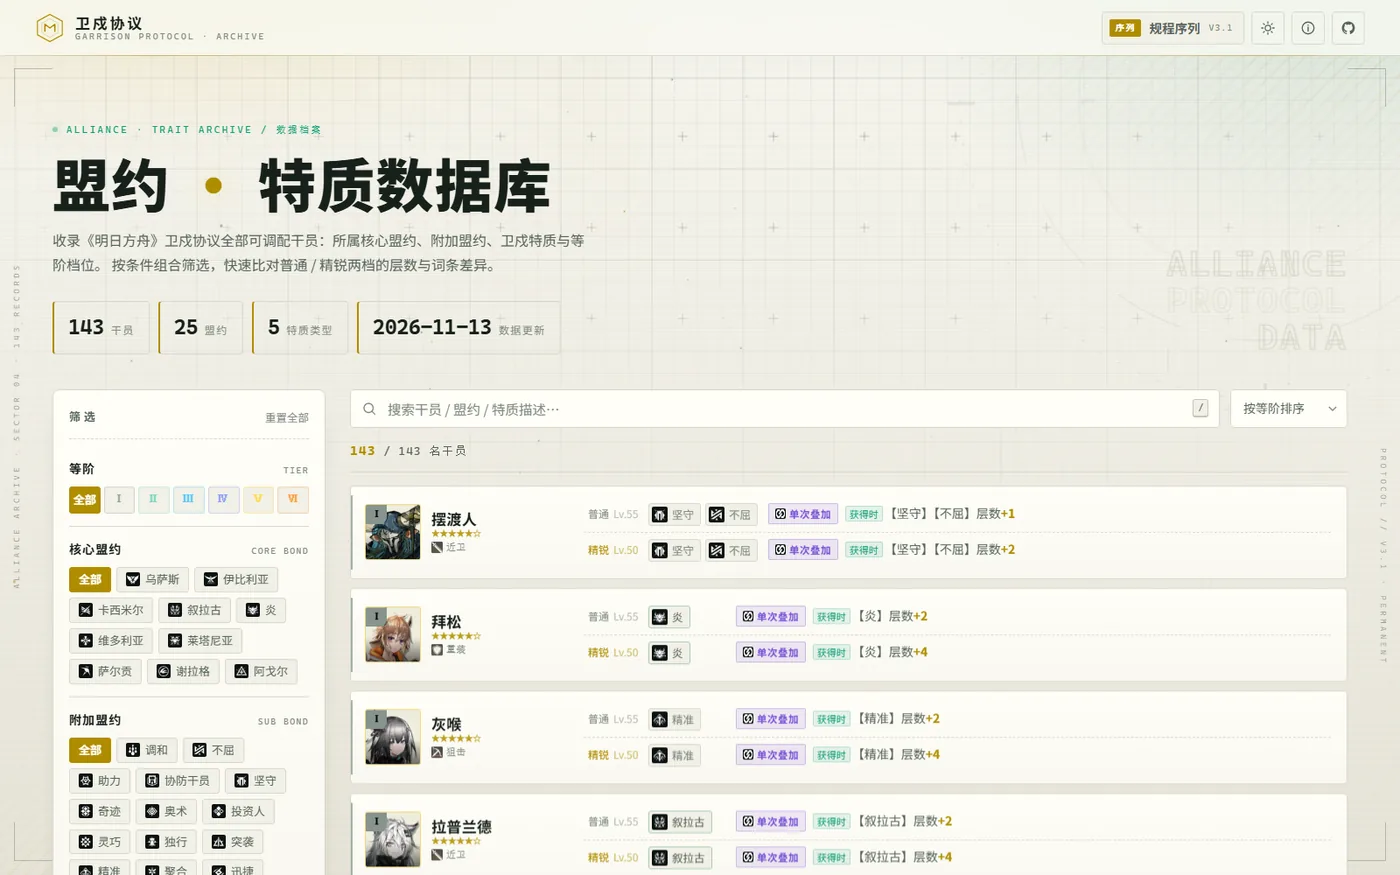 卫戍协议
GARRISON PROTOCOL · ARCHIVE
序列 规程序列 V3.1
ALLIANCE · TRAIT ARCHIVE / 数据档案
盟约 · 特质数据库
收录《明日方舟》卫戍协议全部可调配干员：所属核心盟约、附加盟约、卫戍特质与等
阶档位。 按条件组合筛选，快速比对普通 / 精锐两档的层数与词条差异。
ALLIANCE
PROTOCOL
DATA
143 干员
25 盟约
5 特质类型
2026-11-13 数据更新
ALLIANCE ARCHIVE · SECTOR 04 · 143 RECORDS
PROTOCOL // V3.1 · PERMANENT
筛选 重置全部
等阶 TIER
全部 I II III IV V VI
核心盟约 CORE BOND
全部 乌萨斯 伊比利亚
卡西米尔 叙拉古 炎
维多利亚 莱塔尼亚
萨尔贡 谢拉格 阿戈尔
附加盟约 SUB BOND
全部 调和 不屈
助力 协防干员 坚守
奇迹 奥术 投资人
灵巧 独行 突袭
精准 聚合 迅捷
搜索干员 / 盟约 / 特质描述… /
按等阶排序
143 / 143 名干员
I 摆渡人
★★★★★☆
近卫
普通 Lv.55 坚守 不屈 单次叠加 获得时 【坚守】【不屈】层数+1
精锐 Lv.50 坚守 不屈 单次叠加 获得时 【坚守】【不屈】层数+2
I 拜松
★★★★★☆
重装
普通 Lv.55 炎 单次叠加 获得时 【炎】层数+2
精锐 Lv.50 炎 单次叠加 获得时 【炎】层数+4
I 灰喉
★★★★★☆
狙击
普通 Lv.55 精准 单次叠加 获得时 【精准】层数+2
精锐 Lv.50 精准 单次叠加 获得时 【精准】层数+4
I 拉普兰德
★★★★★☆
近卫
普通 Lv.55 叙拉古 单次叠加 获得时 【叙拉古】层数+2
精锐 Lv.50 叙拉古 单次叠加 获得时 【叙拉古】层数+4